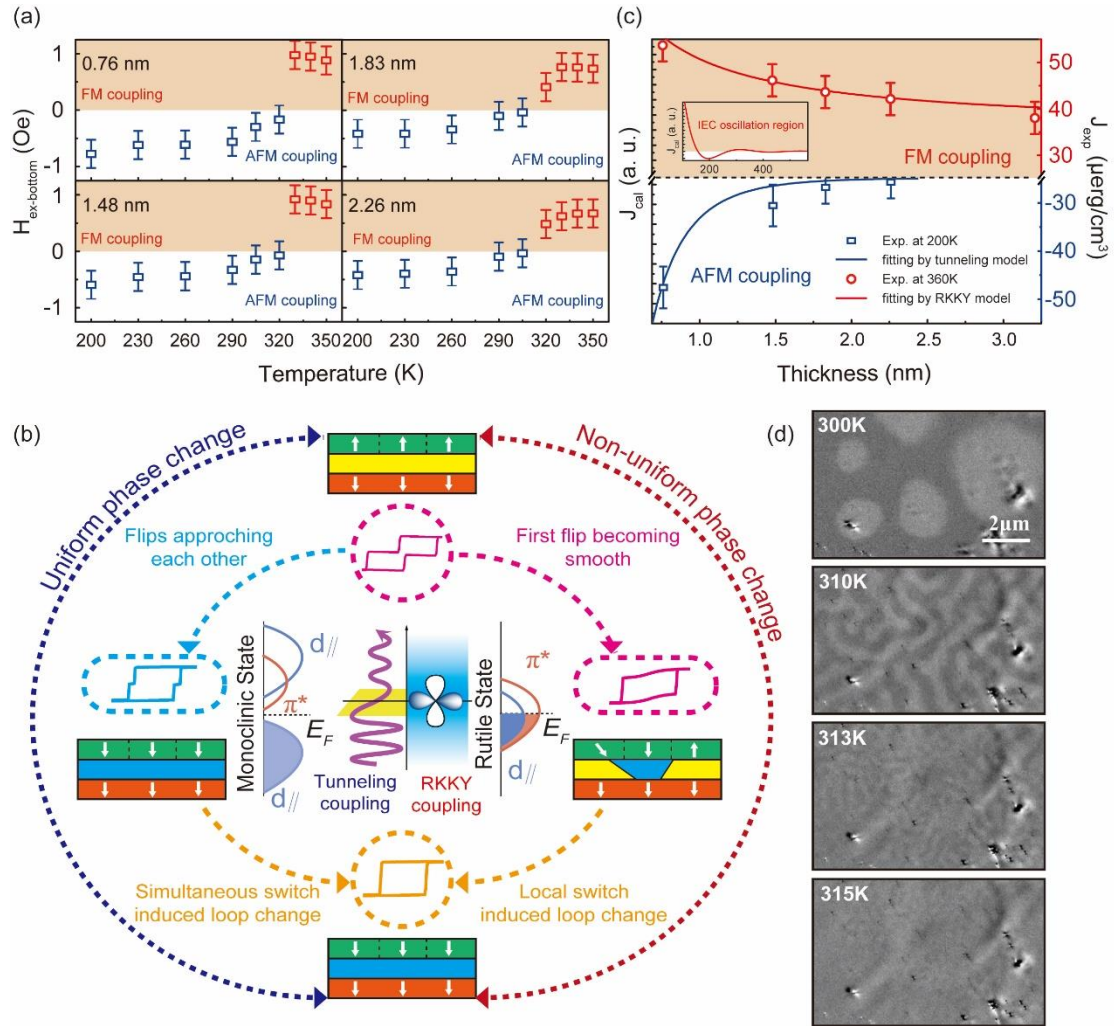 (a)
1
0
-1
1
0
-1
H ex-bottom (Oe)
0.76 nm
FM coupling
AFM coupling
1.83 nm
FM coupling
AFM coupling
1.48 nm
FM coupling
AFM coupling
2.26 nm
FM coupling
AFM coupling
200 230 260 290 320 350 200 230 260 290 320 350
Temperature (K)
(c)
J cal (a. u.)
J cal (a. u.)
IEC oscillation region
200 400
FM coupling
AFM coupling
Exp. at 200K
fitting by tunneling model
Exp. at 360K
fitting by RKKY model
50
40
30
-30
-40
-50
J exp (μerg/cm³)
1.0 1.5 2.0 2.5 3.0
Thickness (nm)
(b)
Uniform phase change
Non-uniform phase change
Flips approching
each other
First flip becoming
smooth
Monoclinic State
d//
π*
E F
d//
Tunneling
coupling
RKKY
coupling
Rutile State
π*
E F
d//
Simultaneous switch
induced loop change
Local switch
induced loop change
(d)
300K
2μm
310K
313K
315K